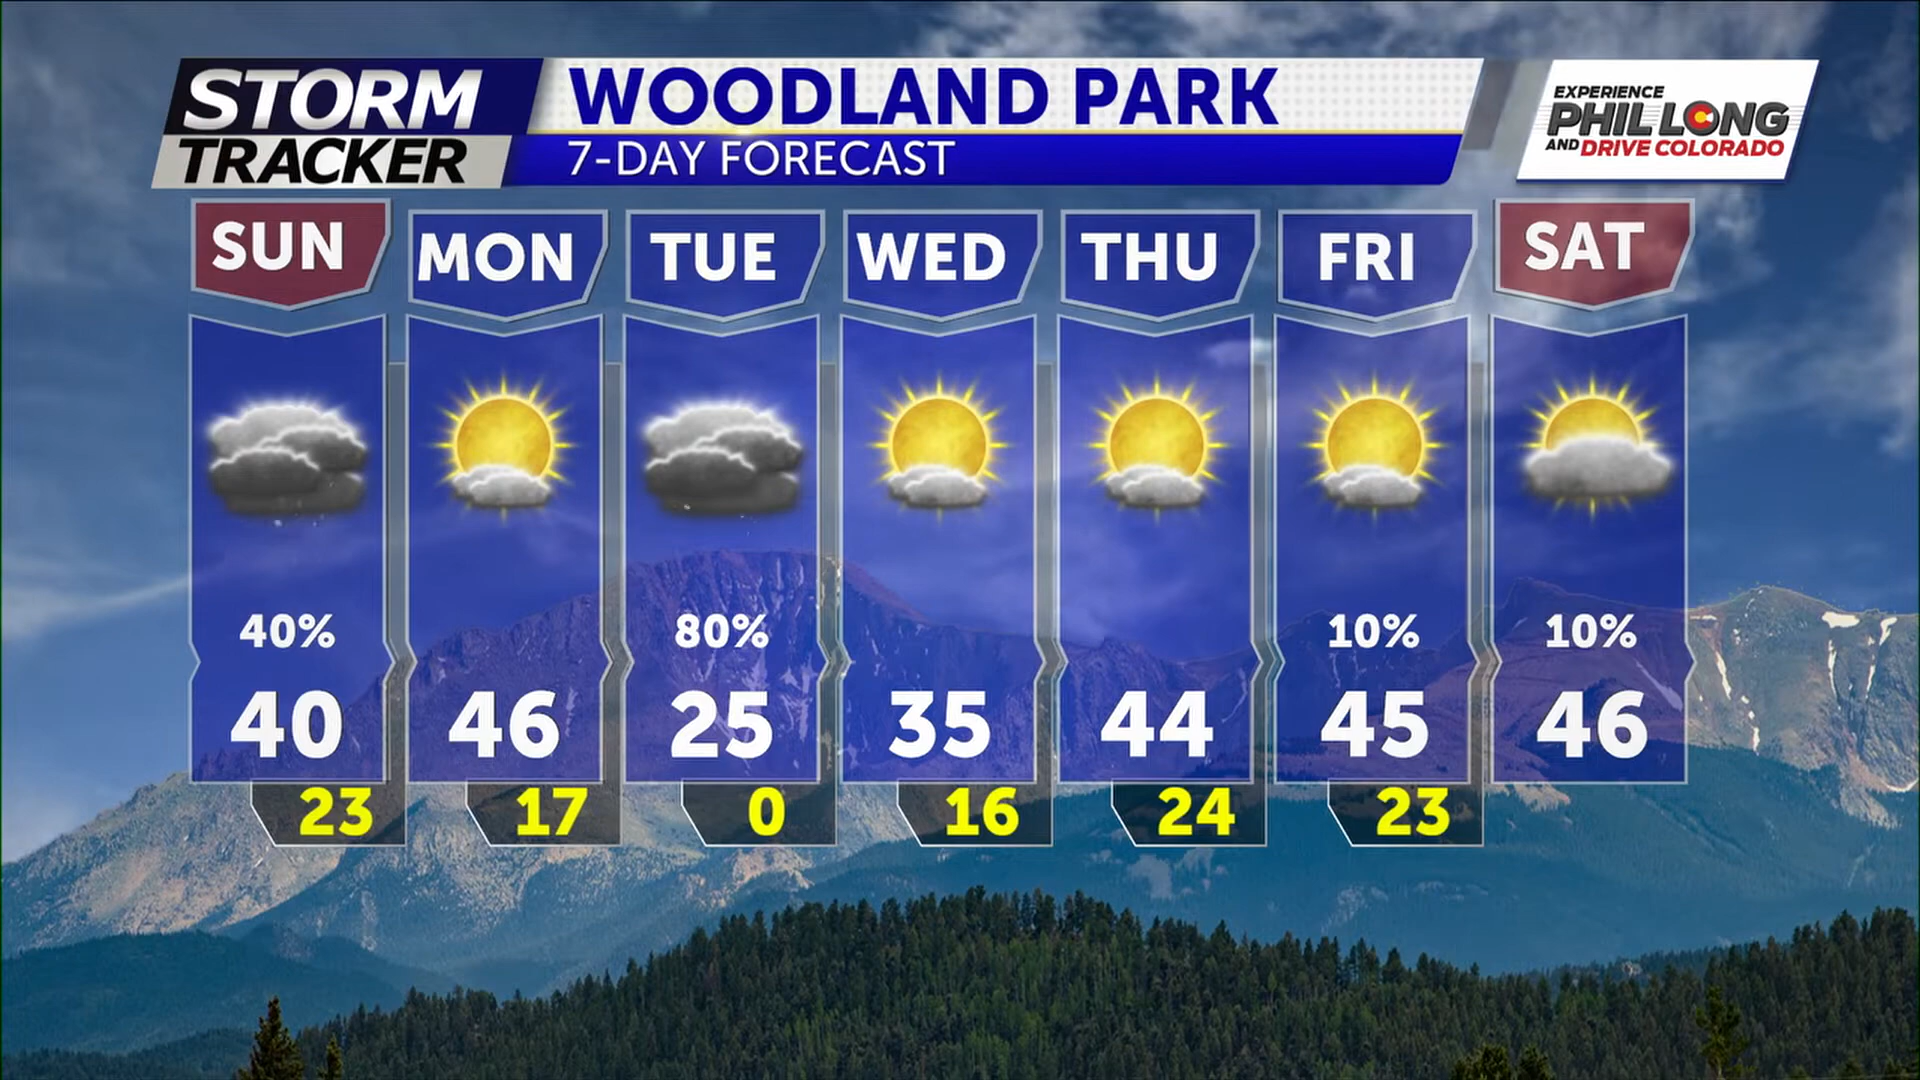 STORM
TRACKER
WOODLAND PARK
7-DAY FORECAST
EXPERIENCE
PHIL LONG
AND DRIVE COLORADO
SUN MON TUE WED THU FRI SAT
40% 80% 10% 10%
40 46 25 35 44 45 46
23 17 0 16 24 23